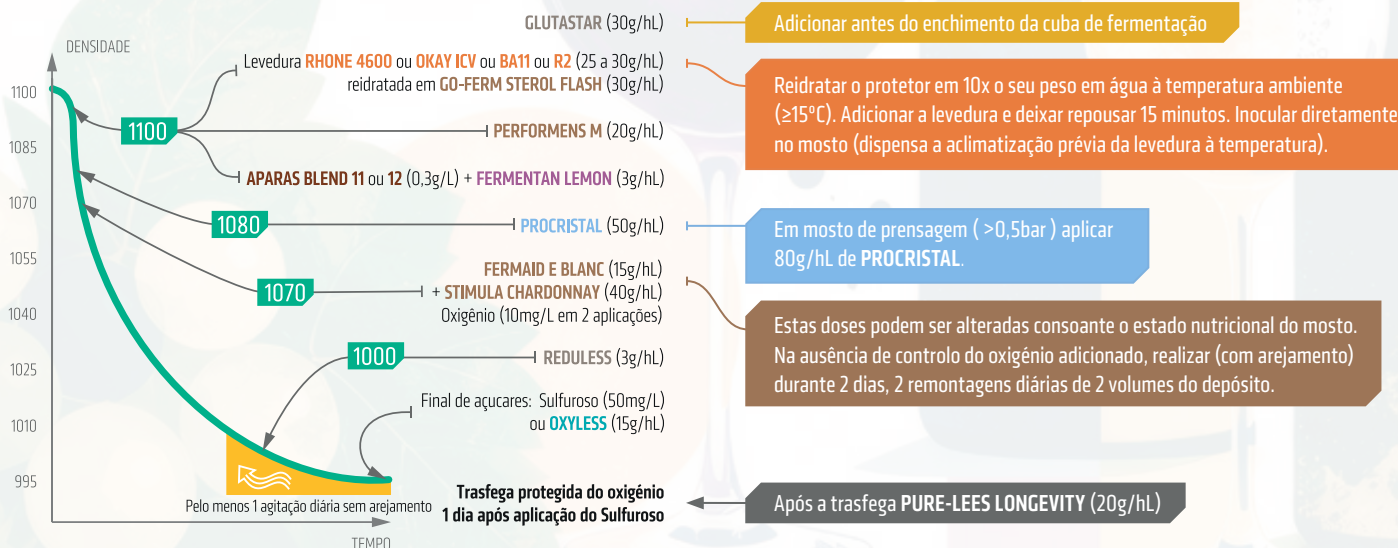 GLUTASTAR (30g/hL)
Adicionar antes do enchimento da cuba de fermentação
DENSIDADE
Levedura RHONE 4600 ou OKAY ICV ou BA11 ou R2 (25 a 30g/hL)
reidratada em GO-FERM STEROL FLASH (30g/hL)
Reidratar o protetor em 10x o seu peso em água à temperatura ambiente
(≥15°C). Adicionar a levedura e deixar repousar 15 minutos. Inocular diretamente
no mosto (dispensa a aclimatização prévia da levedura à temperatura).
1100
1100
PERFORMENS M (20g/hL)
1085
APARAS BLEND 11 ou 12 (0,3g/L) + FERMENTAN LEMON (3g/hL)
1070
1080
PROCRISTAL (50g/hL)
Em mosto de prensagem ( >0,5bar ) aplicar
80g/hL de PROCRISTAL.
1055
FERMAID E BLANC (15g/hL)
1070
+ STIMULA CHARDONNAY (40g/hL)
Oxigênio (10mg/L em 2 aplicações)
1040
Estas doses podem ser alteradas consoante o estado nutricional do mosto.
Na ausência de controlo do oxigénio adicionado, realizar (com arejamento)
durante 2 dias, 2 remontagens diárias de 2 volumes do depósito.
1000
REDULESS (3g/hL)
1025
Final de açucares: Sulfuroso (50mg/L)
ou OXYLESS (15g/hL)
1010
995
Pelo menos 1 agitação diária sem arejamento
Trasfega protegida do oxigénio
1 dia após aplicação do Sulfuroso
Após a trasfega PURE-LEES LONGEVITY (20g/hL)
TEMPO